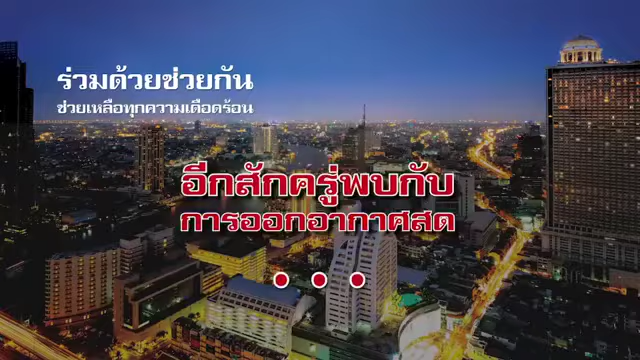 ร่วมด้วยช่วยกัน
ช่วยเหลือทุกความเดือดร้อน
อีกสักครู่พบกับ
การออกอากาศสด